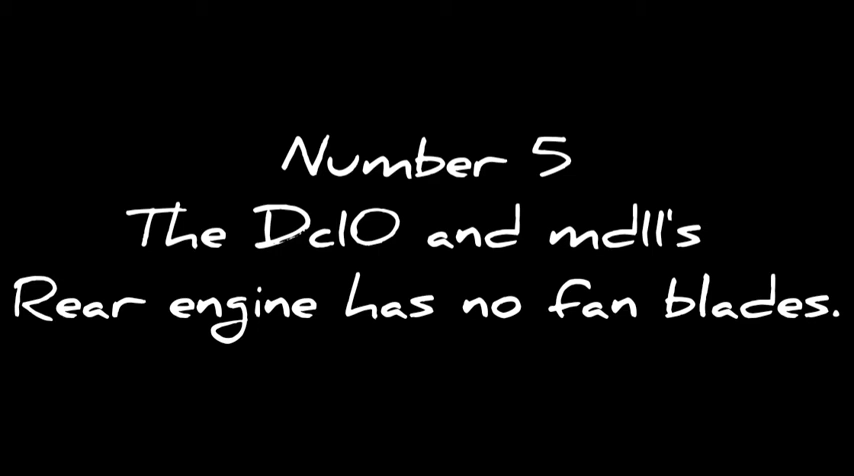 Number 5
The Dc10 and md11's
Rear engine has no fan blades.